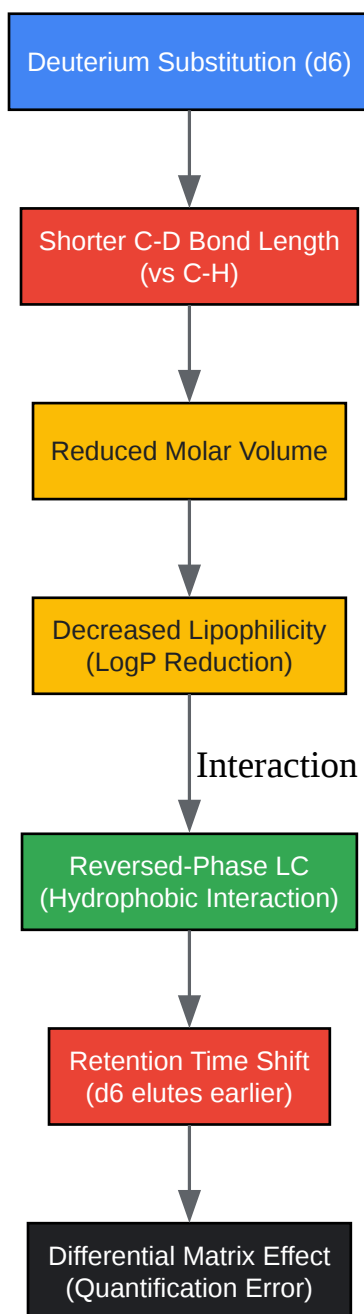 Deuterium Substitution (d6)
Shorter C-D Bond Length
(vs C-H)
Reduced Molar Volume
Decreased Lipophilicity
(LogP Reduction)
Interaction
Reversed-Phase LC
(Hydrophobic Interaction)
Retention Time Shift
(d6 elutes earlier)
Differential Matrix Effect
(Quantification Error)